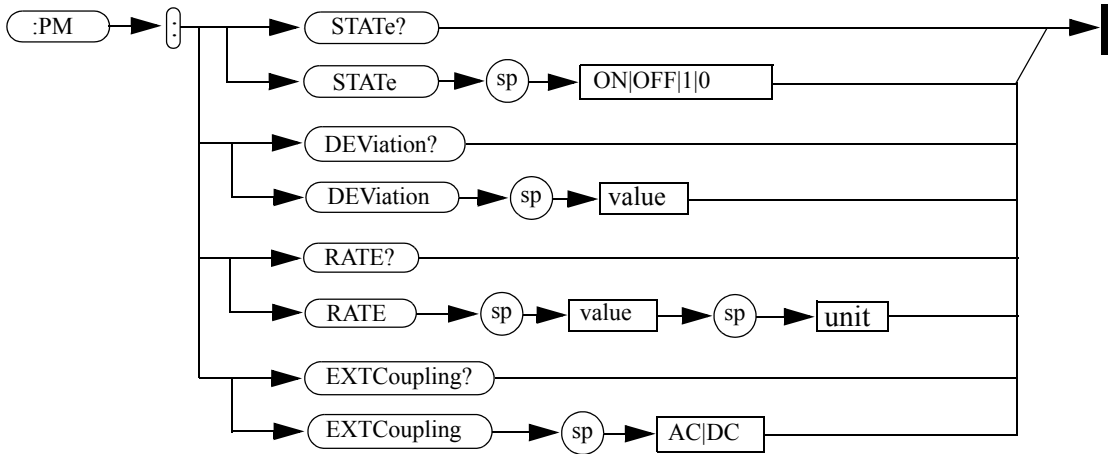 :PM : STATe?
STATe sp ON|OFF|1|0
DEViation?
DEViation sp value
RATE?
RATE sp value sp unit
EXTCoupling?
EXTCoupling sp AC|DC